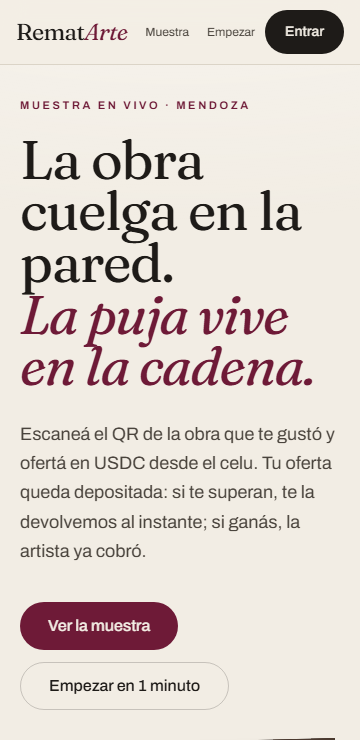 RematArte
Muestra
Empezar
Entrar
MUESTRA EN VIVO · MENDOZA
La obra
cuelga en la
pared.
La puja vive
en la cadena.
Escaneá el QR de la obra que te gustó y
ofertá en USDC desde el celu. Tu oferta
queda depositada: si te superan, te la
devolvemos al instante; si ganás, la
artista ya cobró.
Ver la muestra
Empezar en 1 minuto